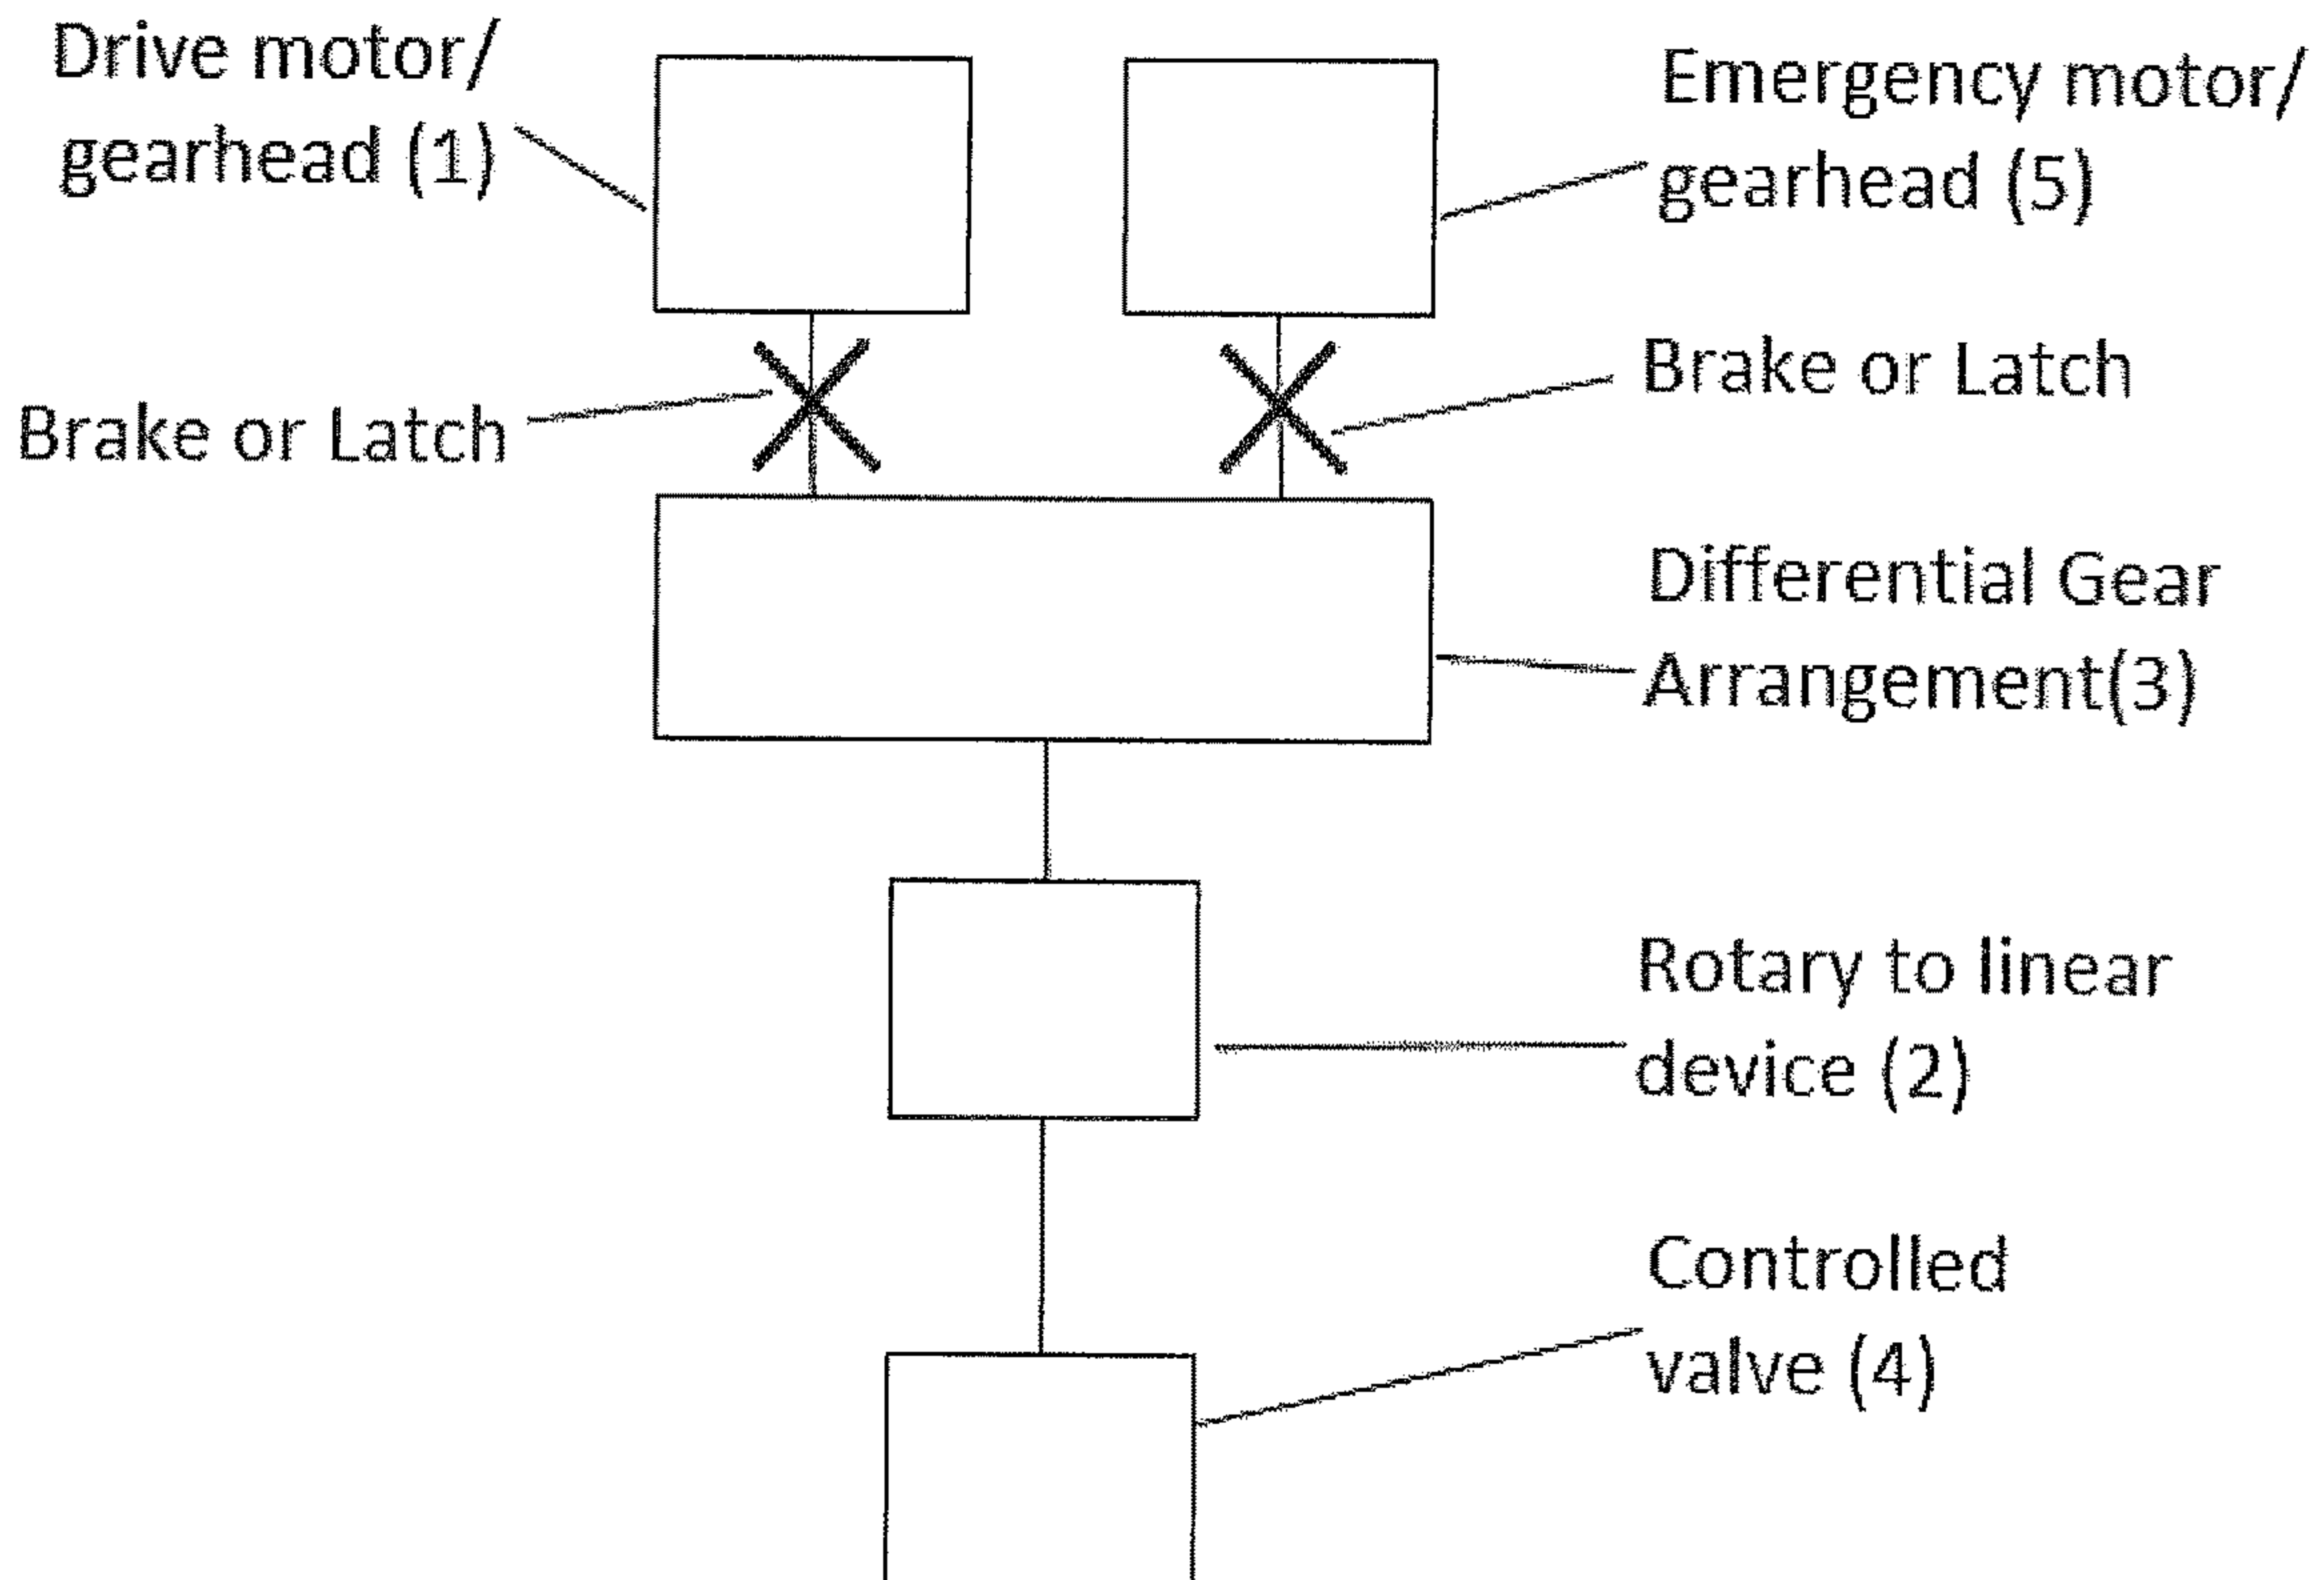 Drive motor/
gearhead (1)
Emergency motor/
gearhead (5)
Brake or Latch
Brake or Latch
Differential Gear
Arrangement(3)
Rotary to linear
device (2)
Controlled
valve (4)